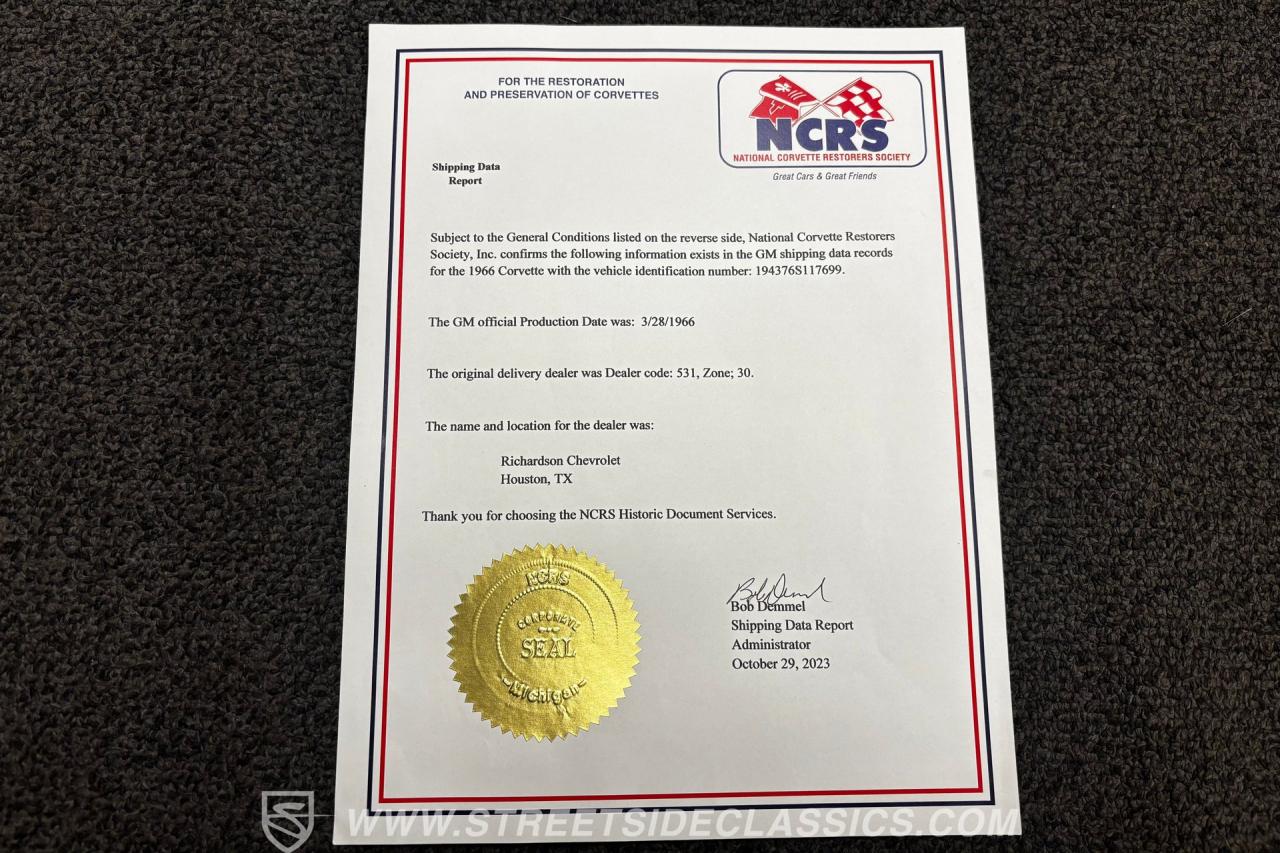 FOR THE RESTORATION
AND PRESERVATION OF CORVETTES
NCRS
NATIONAL CORVETTE RESTORERS SOCIETY
Great Cars & Great Friends
Shipping Data
Report
Subject to the General Conditions listed on the reverse side, National Corvette Restorers
Society, Inc. confirms the following information exists in the GM shipping data records
for the 1966 Corvette with the vehicle identification number: 194376S117699.
The GM official Production Date was: 3/28/1966
The original delivery dealer was Dealer code: 531, Zone; 30.
The name and location for the dealer was:
Richardson Chevrolet
Houston, TX
Thank you for choosing the NCRS Historic Document Services.
NCRS
CORPORATE
SEAL
Michigan
Bob Demmel
Bob Demmel
Shipping Data Report
Administrator
October 29, 2023
WWW.STREETSIDECLASSICS.COM